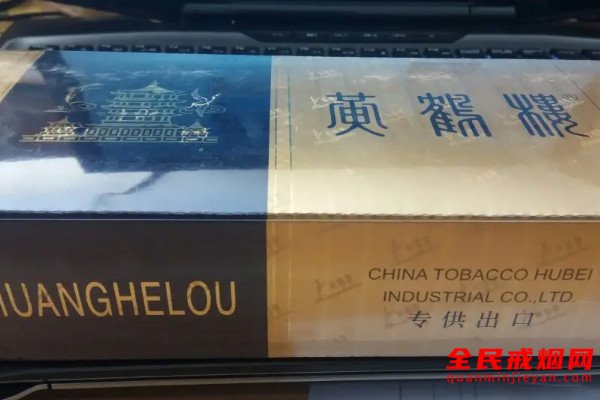 黄鹤楼
HUANGHELOU
CHINA TOBACCO HUBEI
INDUSTRIAL CO.,LTD.
专供出口
全民戒烟网
quanminjieyan.com